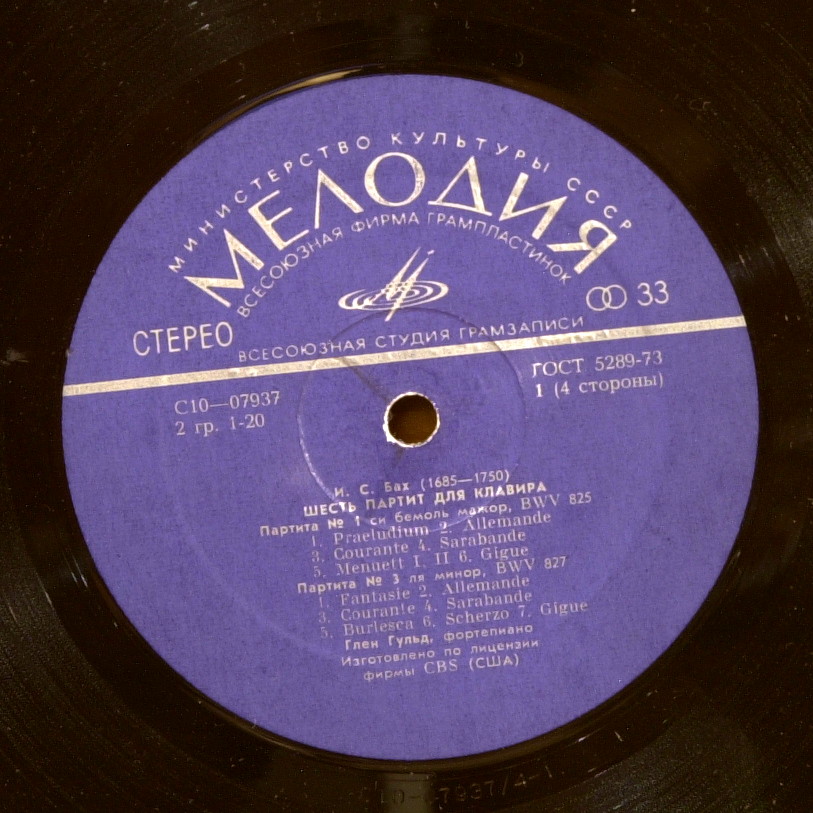 МИНИСТЕРСТВО КУЛЬТУРЫ СССР
МЕЛОДИЯ
ВСЕСОЮЗНАЯ ФИРМА ГРАМПЛАСТИНОК
33
СТЕРЕО
ВСЕСОЮЗНАЯ СТУДИЯ ГРАМЗАПИСИ
С10—07937
2 гр. 1-20
ГОСТ 5289-73
1 (4 стороны)
И. С. Бах (1685—1750)
ШЕСТЬ ПАРТИТ ДЛЯ КЛАВИРА
Партита № 1 си бемоль мажор, BWV 825
1. Praeludium 2. Allemande
3. Courante 4. Sarabande
5. Menuett I, II 6. Gigue
Партита № 3 ля минор, BWV 827
1. Fantasie 2. Allemande
3. Courante 4. Sarabande
5. Burlesca 6. Scherzo 7. Gigue
Глен Гульд, фортепиано
Изготовлено по лицензии
фирмы CBS (США)